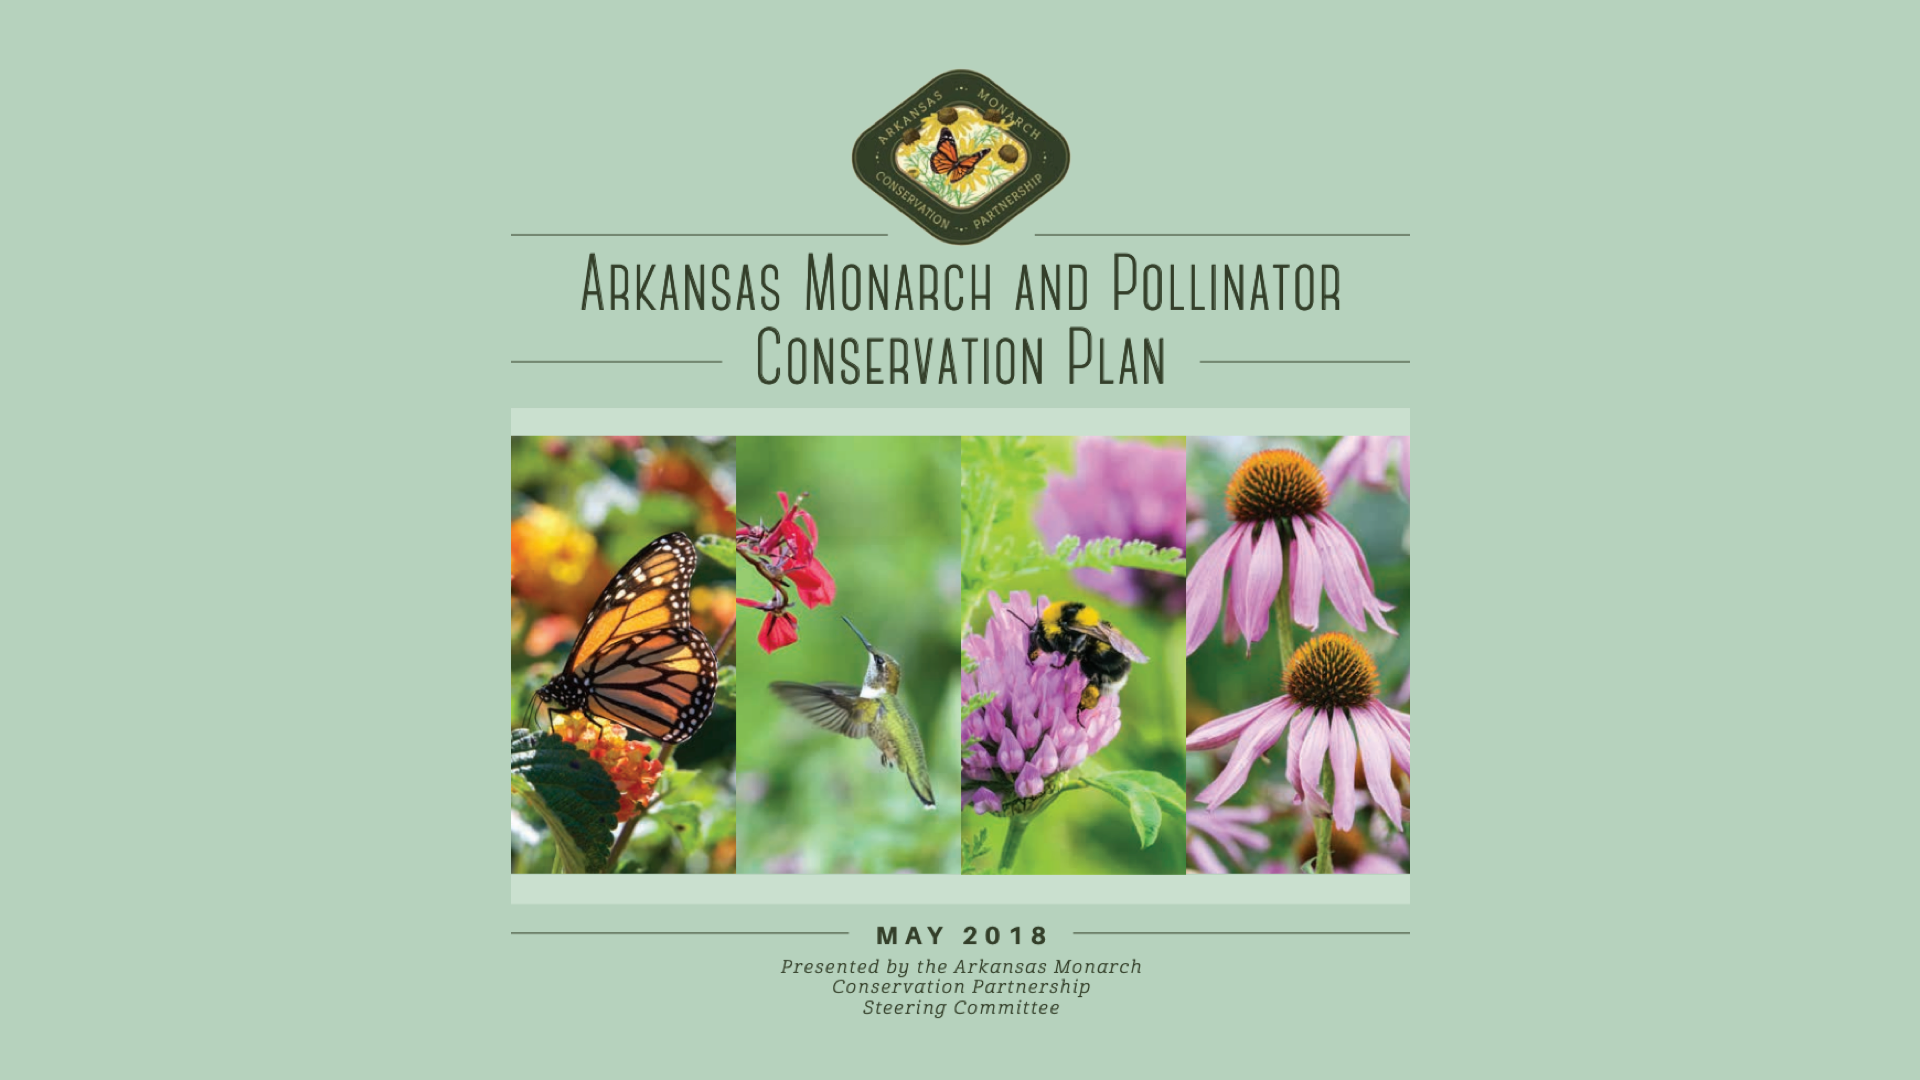 ARKANSAS MONARCH
CONSERVATION PARTNERSHIP
ARKANSAS MONARCH AND POLLINATOR
CONSERVATION PLAN
MAY 2018
Presented by the Arkansas Monarch
Conservation Partnership
Steering Committee